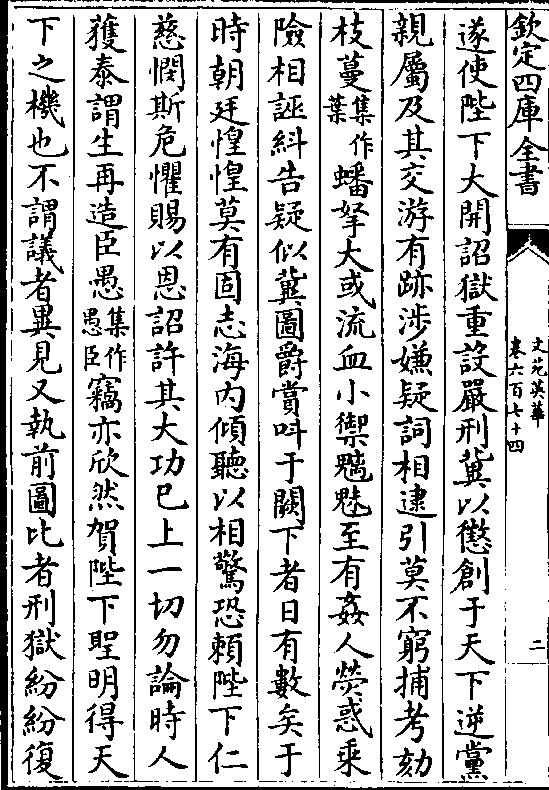 欽定四庫全書
文苑英華
卷六百七十四
二
遂使陛下大開詔獄重設嚴刑冀以懲創于天下逆黨
親屬及其交游有跡涉嫌疑詞相逮引莫不窮捕考劾
枝蔓集作葉蟠拏大或流血小禦魑魅至有姦人熒惑乘
險相誣糾告疑似冀圖爵賞呌于闕下者日有數矣于
時朝廷惶惶莫有固志海內傾聽以相驚恐賴陛下仁
慈憫斯危懼賜以恩詔許其大功已上一切勿論時人
獲泰謂生再造臣愚集作愚臣竊亦欣然賀陛下聖明得天
下之機也不謂議者異見又執前圖比者刑獄紛紛復